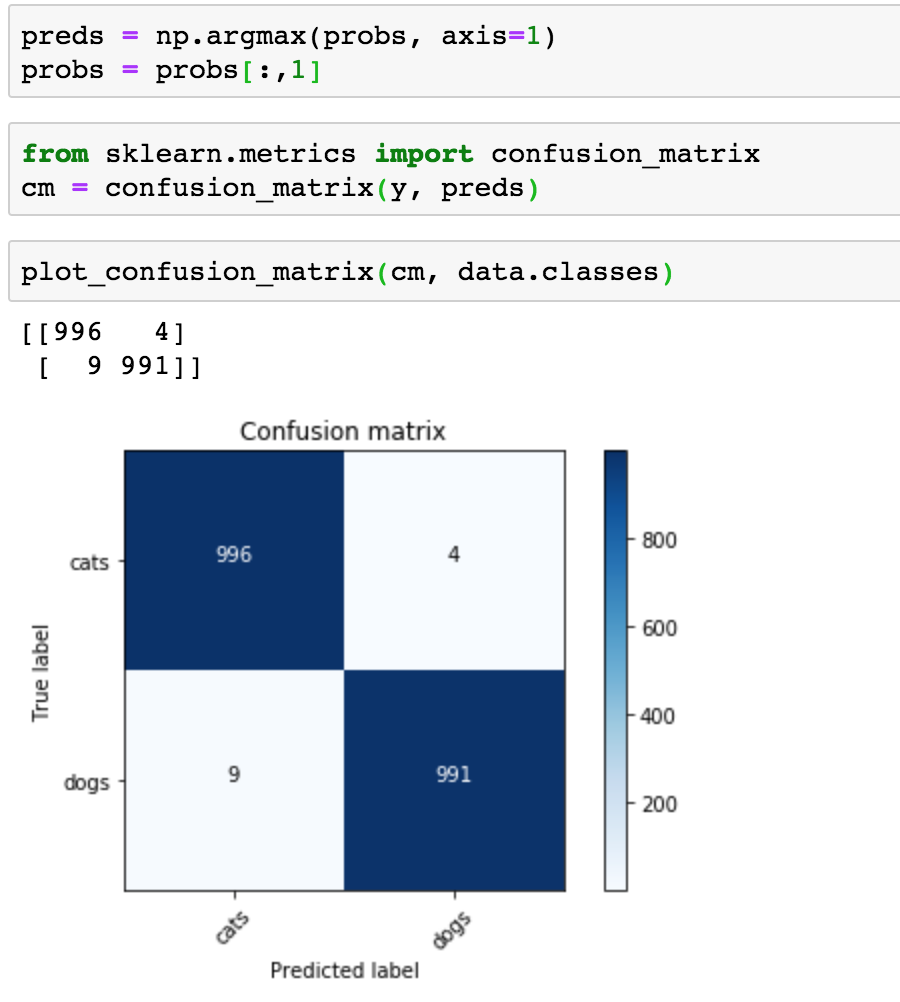 preds = np.argmax(probs, axis=1)
probs = probs[:,1]
from sklearn.metrics import confusion_matrix
cm = confusion_matrix(y, preds)
plot_confusion_matrix(cm, data.classes)
[[996   4]
 [  9 991]]
Confusion matrix
996 4
cats
9 991
dogs
True label
cats dogs
Predicted label
800
600
400
200